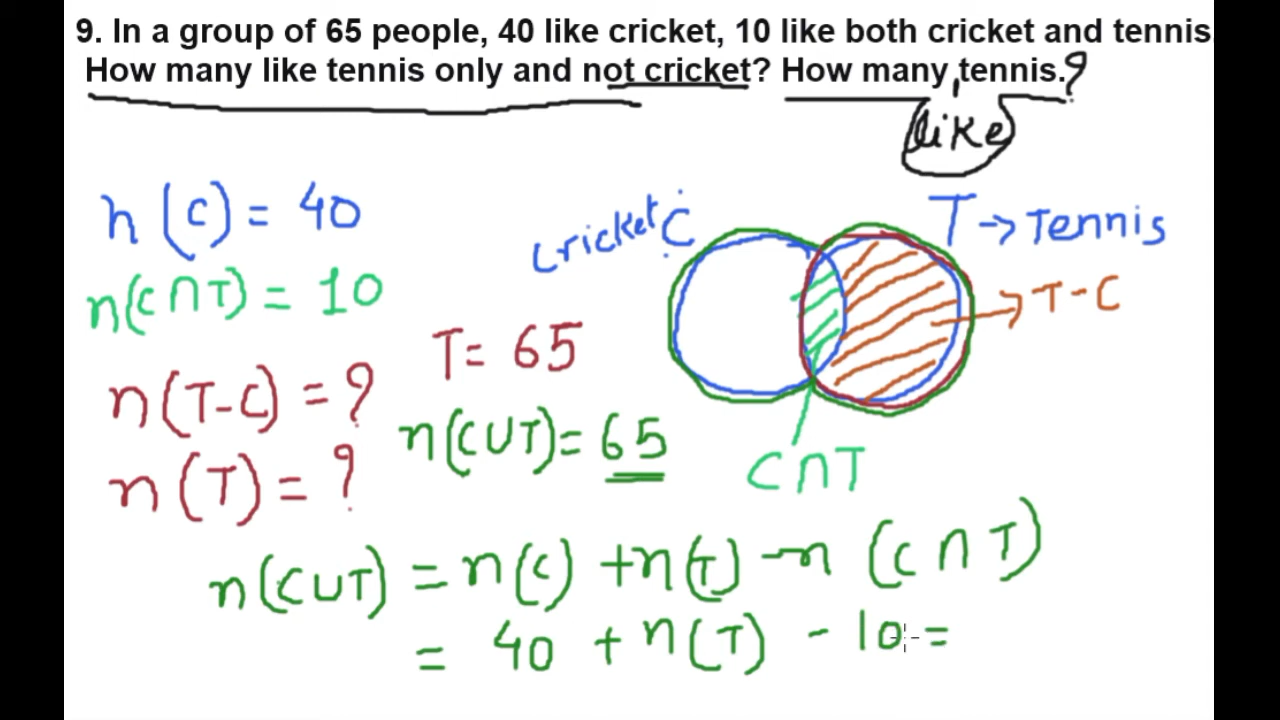 9. In a group of 65 people, 40 like cricket, 10 like both cricket and tennis
How many like tennis only and not cricket? How many tennis.?
like
n(C) = 40
cricket C
T → Tennis
n(C∩T) = 10
T-C
T = 65
n(T-C) = ?
n(C∪T) = 65
C∩T
n(T) = ?
n(C∪T) = n(C) + n(T) - n(C∩T)
= 40 + n(T) - 10 =